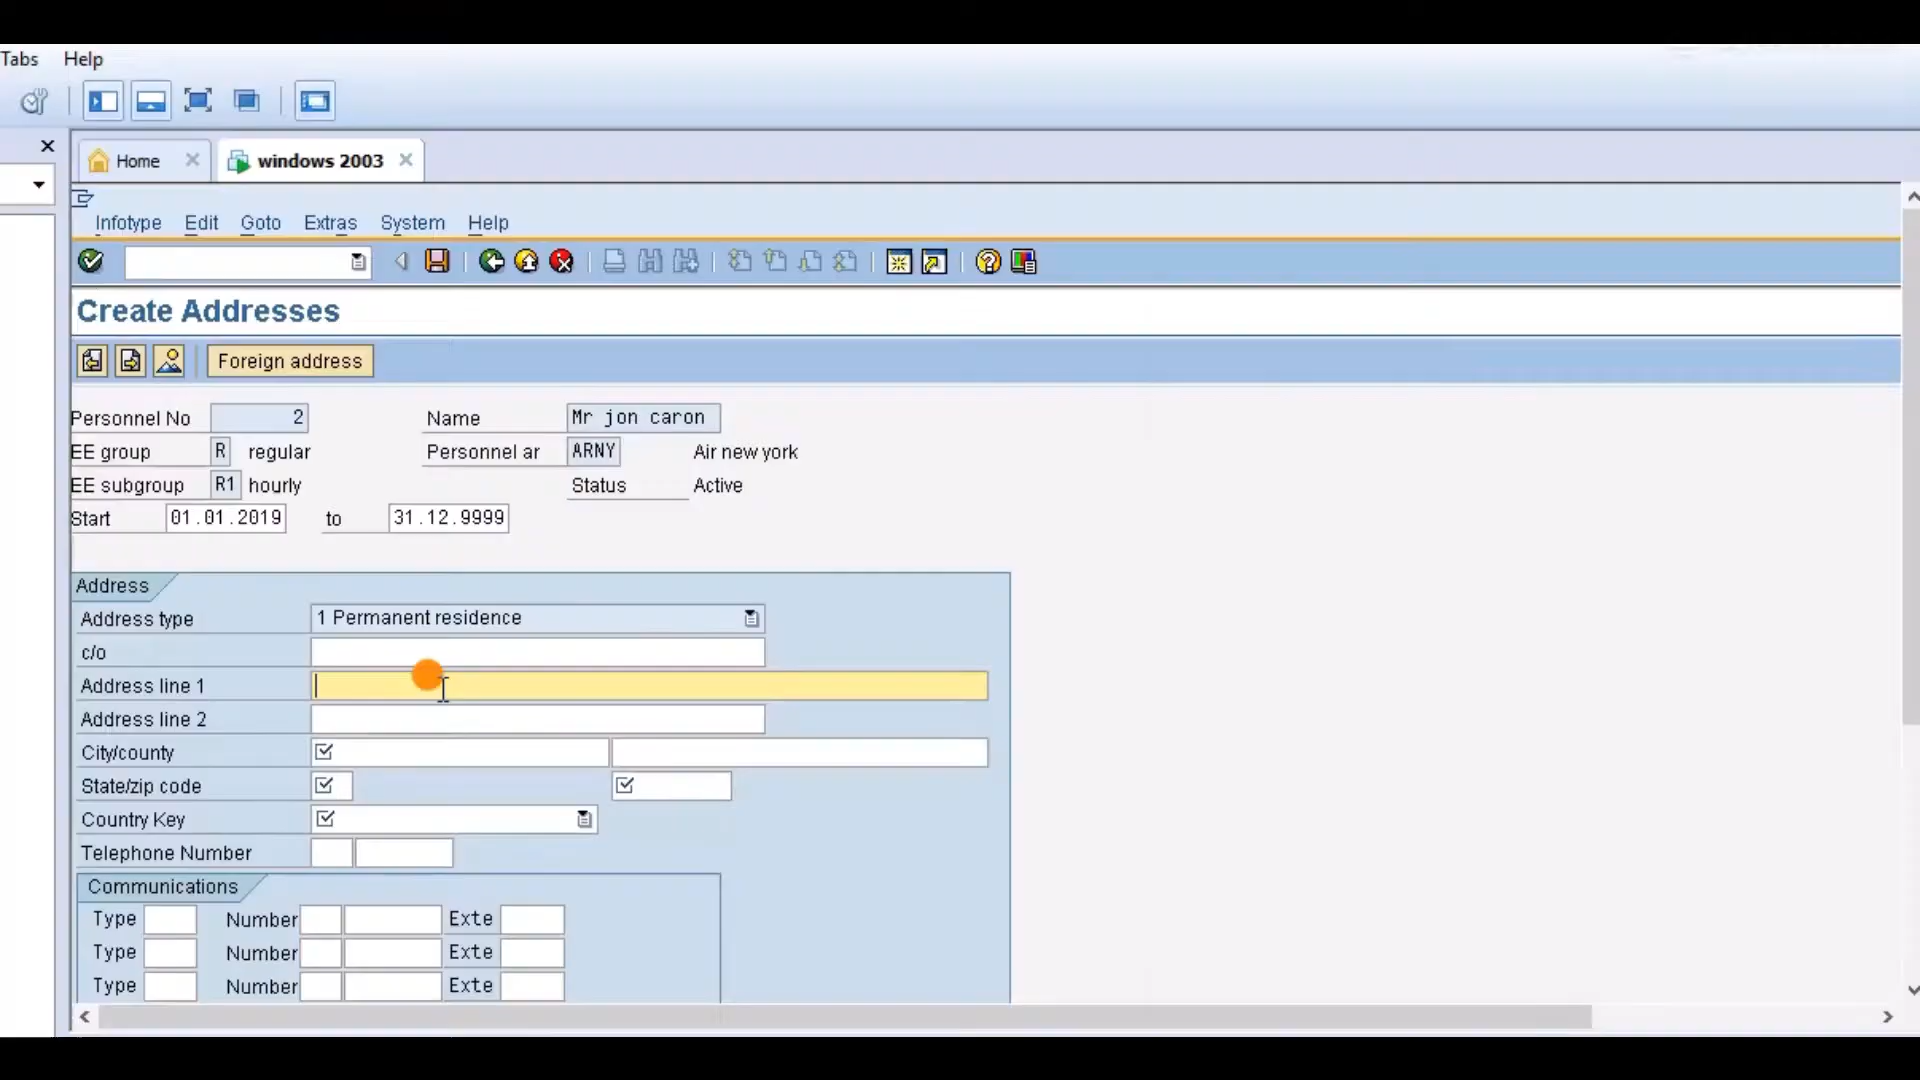 Tabs Help
Home windows 2003
Infotype Edit Goto Extras System Help
Create Addresses
Foreign address
Personnel No 2 Name Mr jon caron
EE group R regular Personnel ar ARNY Air new york
EE subgroup R1 hourly Status Active
Start 01.01.2019 to 31.12.9999
Address
Address type 1 Permanent residence
c/o
Address line 1
Address line 2
City/county
State/zip code
Country Key
Telephone Number
Communications
Type Number Exte
Type Number Exte
Type Number Exte